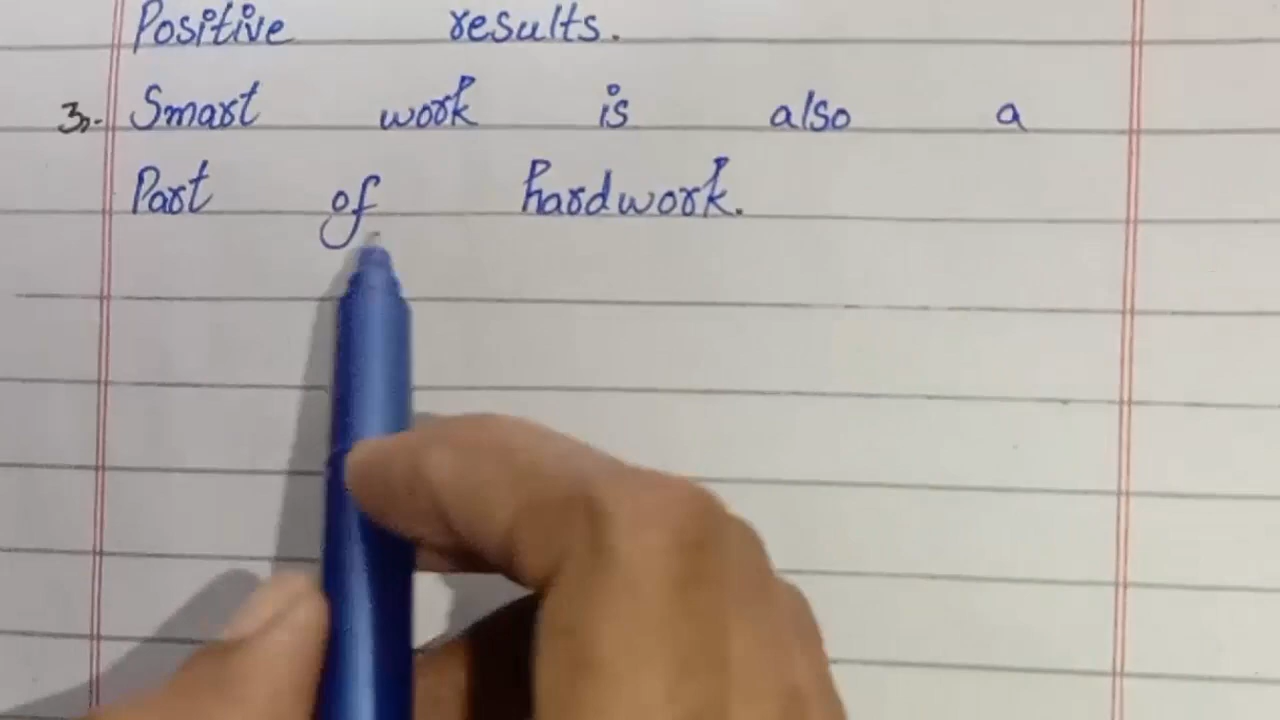 Positive results.
3.- Smart work is also a
Part of hardwork.